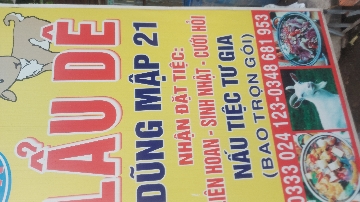 LẨU DÊ
DŨNG MẬP 21
NHẬN ĐẶT TIỆC:
LIÊN HOAN - SINH NHẬT - CƯỚI HỎI
NẤU TIỆC TƯ GIA
(BAO TRỌN GÓI)
0383 024 123-0348 681 953